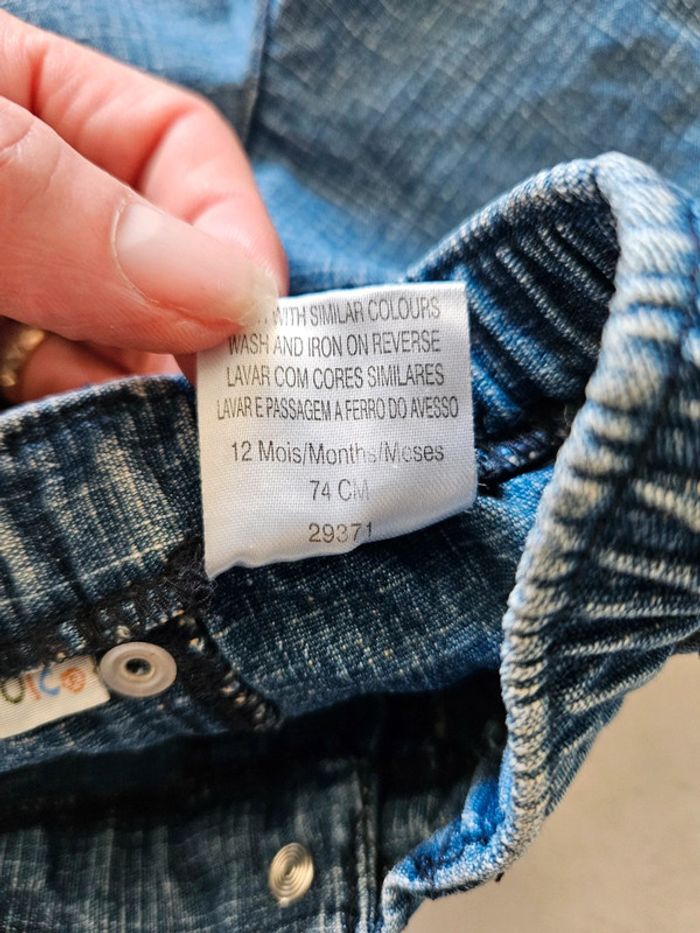 WITH SIMILAR COLOURS
WASH AND IRON ON REVERSE
LAVAR COM CORES SIMILARES
LAVAR E PASSAGEM A FERRO DO AVESSO
12 Mois/Months/Meses
74 CM
29371